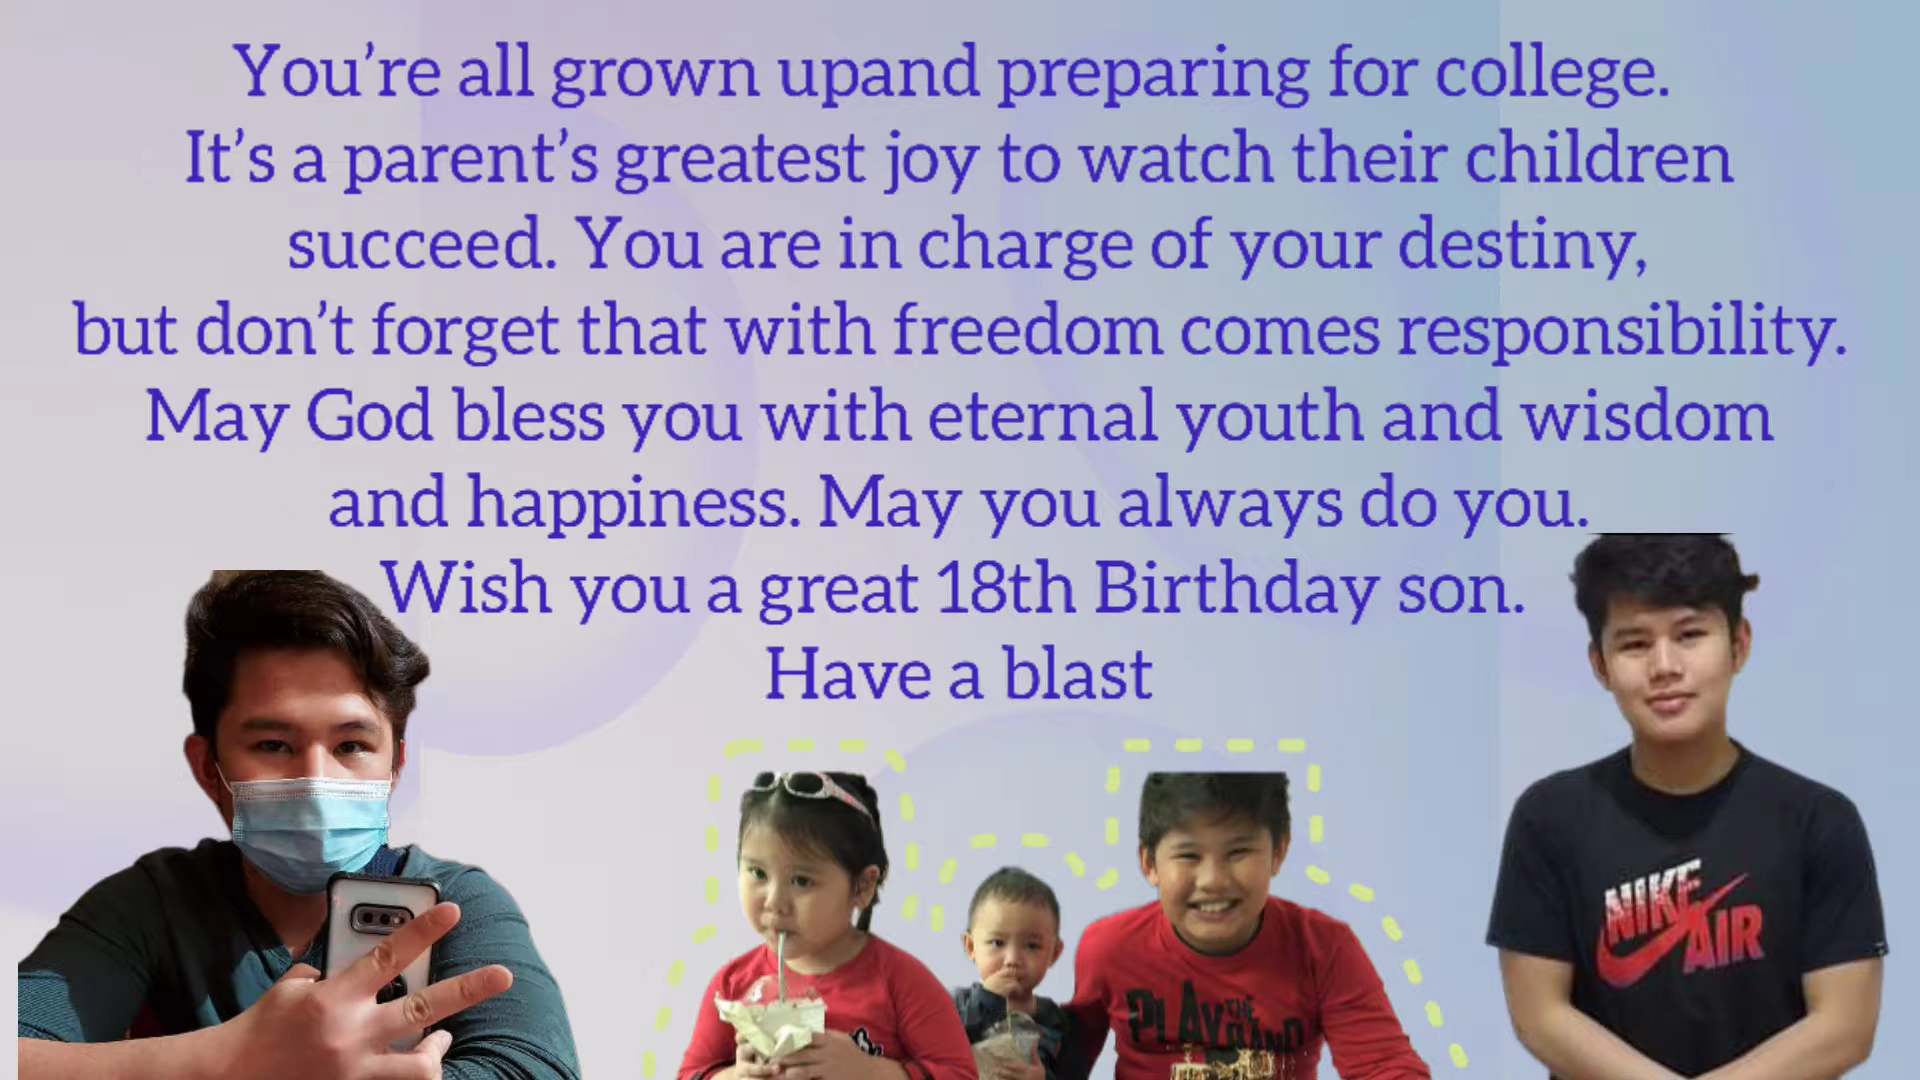 You’re all grown upand preparing for college.
It’s a parent’s greatest joy to watch their children
succeed. You are in charge of your destiny,
but don’t forget that with freedom comes responsibility.
May God bless you with eternal youth and wisdom
and happiness. May you always do you.
Wish you a great 18th Birthday son.
Have a blast
NIKE
AIR
PLAY THE
BAND